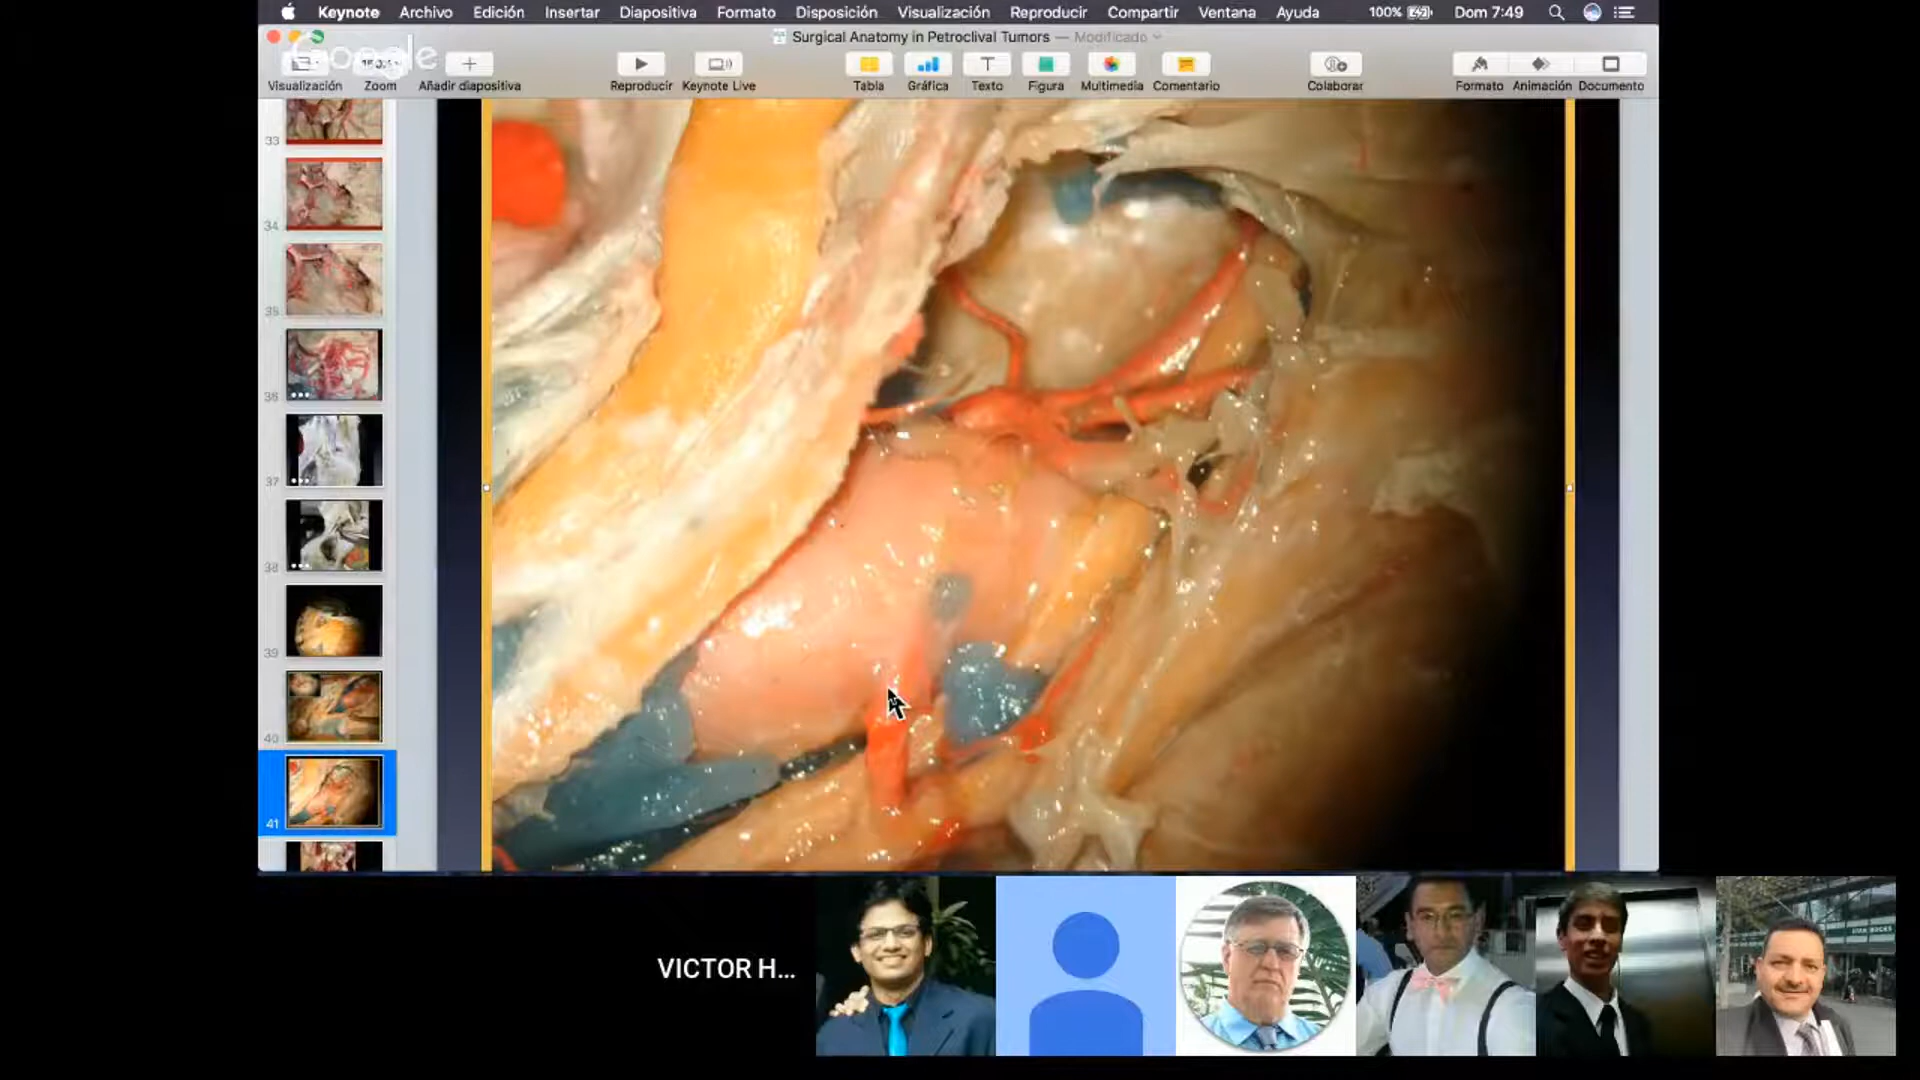 Keynote Archivo Edición Insertar Diapositiva Formato Disposición Visualización Reproducir Compartir Ventana Ayuda 100% Dom 7:49
Surgical Anatomy in Petroclival Tumors — Modificado
Google
Visualización Zoom Añadir diapositiva Reproducir Keynote Live Tabla Gráfica Texto Figura Multimedia Comentario Colaborar Formato Animación Documento
33
34
35
36
37
38
39
40
41
VICTOR H...